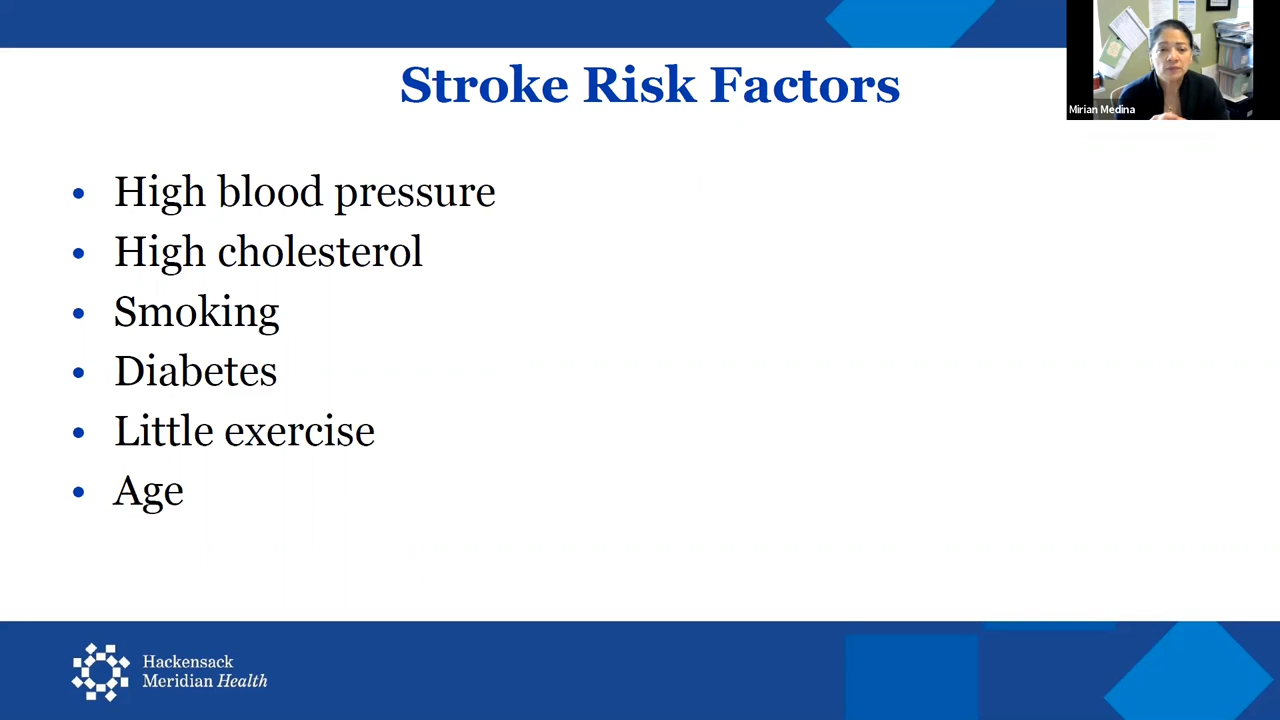 Stroke Risk Factors
Mirian Medina
• High blood pressure
• High cholesterol
• Smoking
• Diabetes
• Little exercise
• Age
Hackensack
Meridian Health